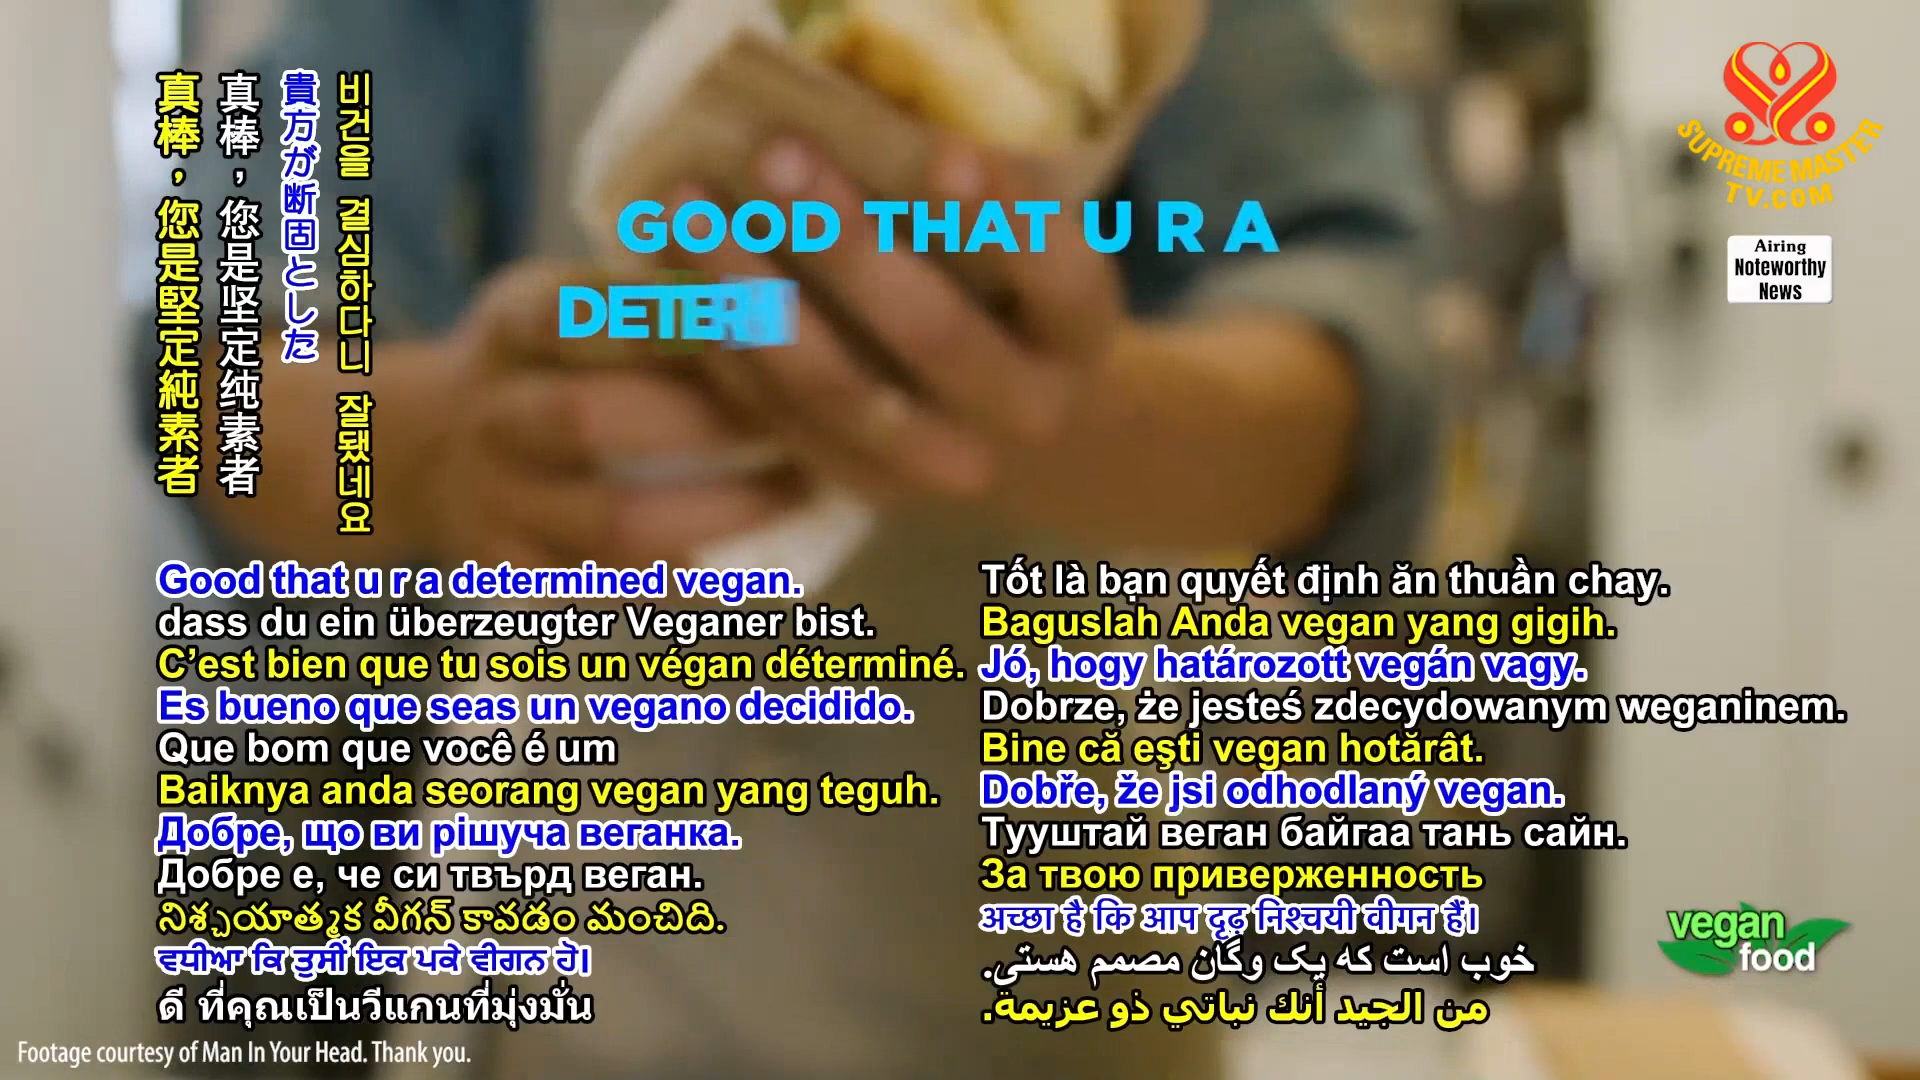 真棒，您是堅定純素者
真棒，您是坚定纯素者
貴方が断固とした
비건을 결심하다니 잘됐네요
GOOD THAT U R A
SUPREME MASTER
TV.COM
Airing
Noteworthy
News
Good that u r a determined vegan.
dass du ein überzeugter Veganer bist.
C’est bien que tu sois un végan déterminé.
Es bueno que seas un vegano decidido.
Que bom que você é um
Baiknya anda seorang vegan yang teguh.
Добре, що ви рішуча веганка.
Добре е, че си твърд веган.
నిశ్చయాత్మక వీగన్ కావడం మంచిది.
ਵਧੀਆ ਕਿ ਤੁਸੀਂ ਇਕ ਪਕੇ ਵੀਗਨ ਹੋ।
ดี ที่คุณเป็นวีแกนที่มุ่งมั่น
Tốt là bạn quyết định ăn thuần chay.
Baguslah Anda vegan yang gigih.
Jó, hogy határozott vegán vagy.
Dobrze, że jesteś zdecydowanym weganinem.
Bine că eşti vegan hotărât.
Dobře, že jsi odhodlaný vegan.
Тууштай веган байгаа тань сайн.
За твою приверженность
अच्छा है कि आप दृढ़ निश्चयी वीगन हैं।
خوب است که یک وگان مصمم هستی.
من الجيد أنك نباتي ذو عزيمة.
vegan
food
Footage courtesy of Man In Your Head. Thank you.